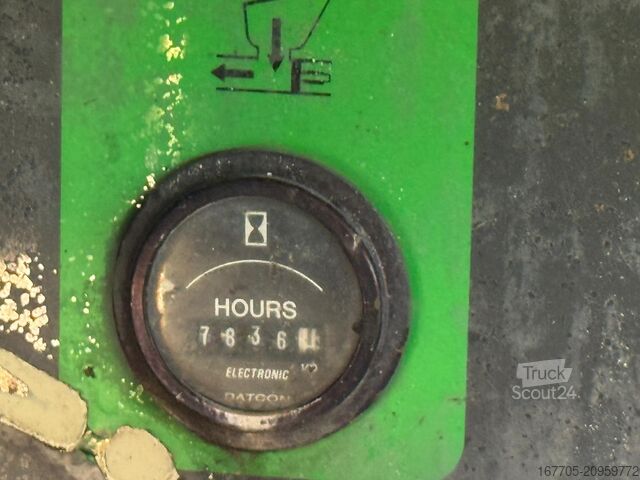 HOURS
7836
ELECTRONIC
DATCON
Truck
Scout24
167705-20959772